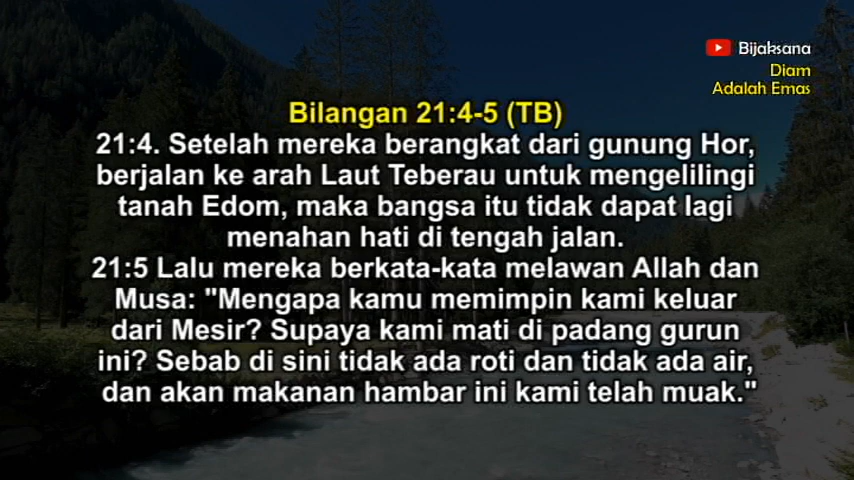 Bijaksana
Diam
Adalah Emas
Bilangan 21:4-5 (TB)
21:4. Setelah mereka berangkat dari gunung Hor,
berjalan ke arah Laut Teberau untuk mengelilingi
tanah Edom, maka bangsa itu tidak dapat lagi
menahan hati di tengah jalan.
21:5 Lalu mereka berkata-kata melawan Allah dan
Musa: "Mengapa kamu memimpin kami keluar
dari Mesir? Supaya kami mati di padang gurun
ini? Sebab di sini tidak ada roti dan tidak ada air,
dan akan makanan hambar ini kami telah muak."